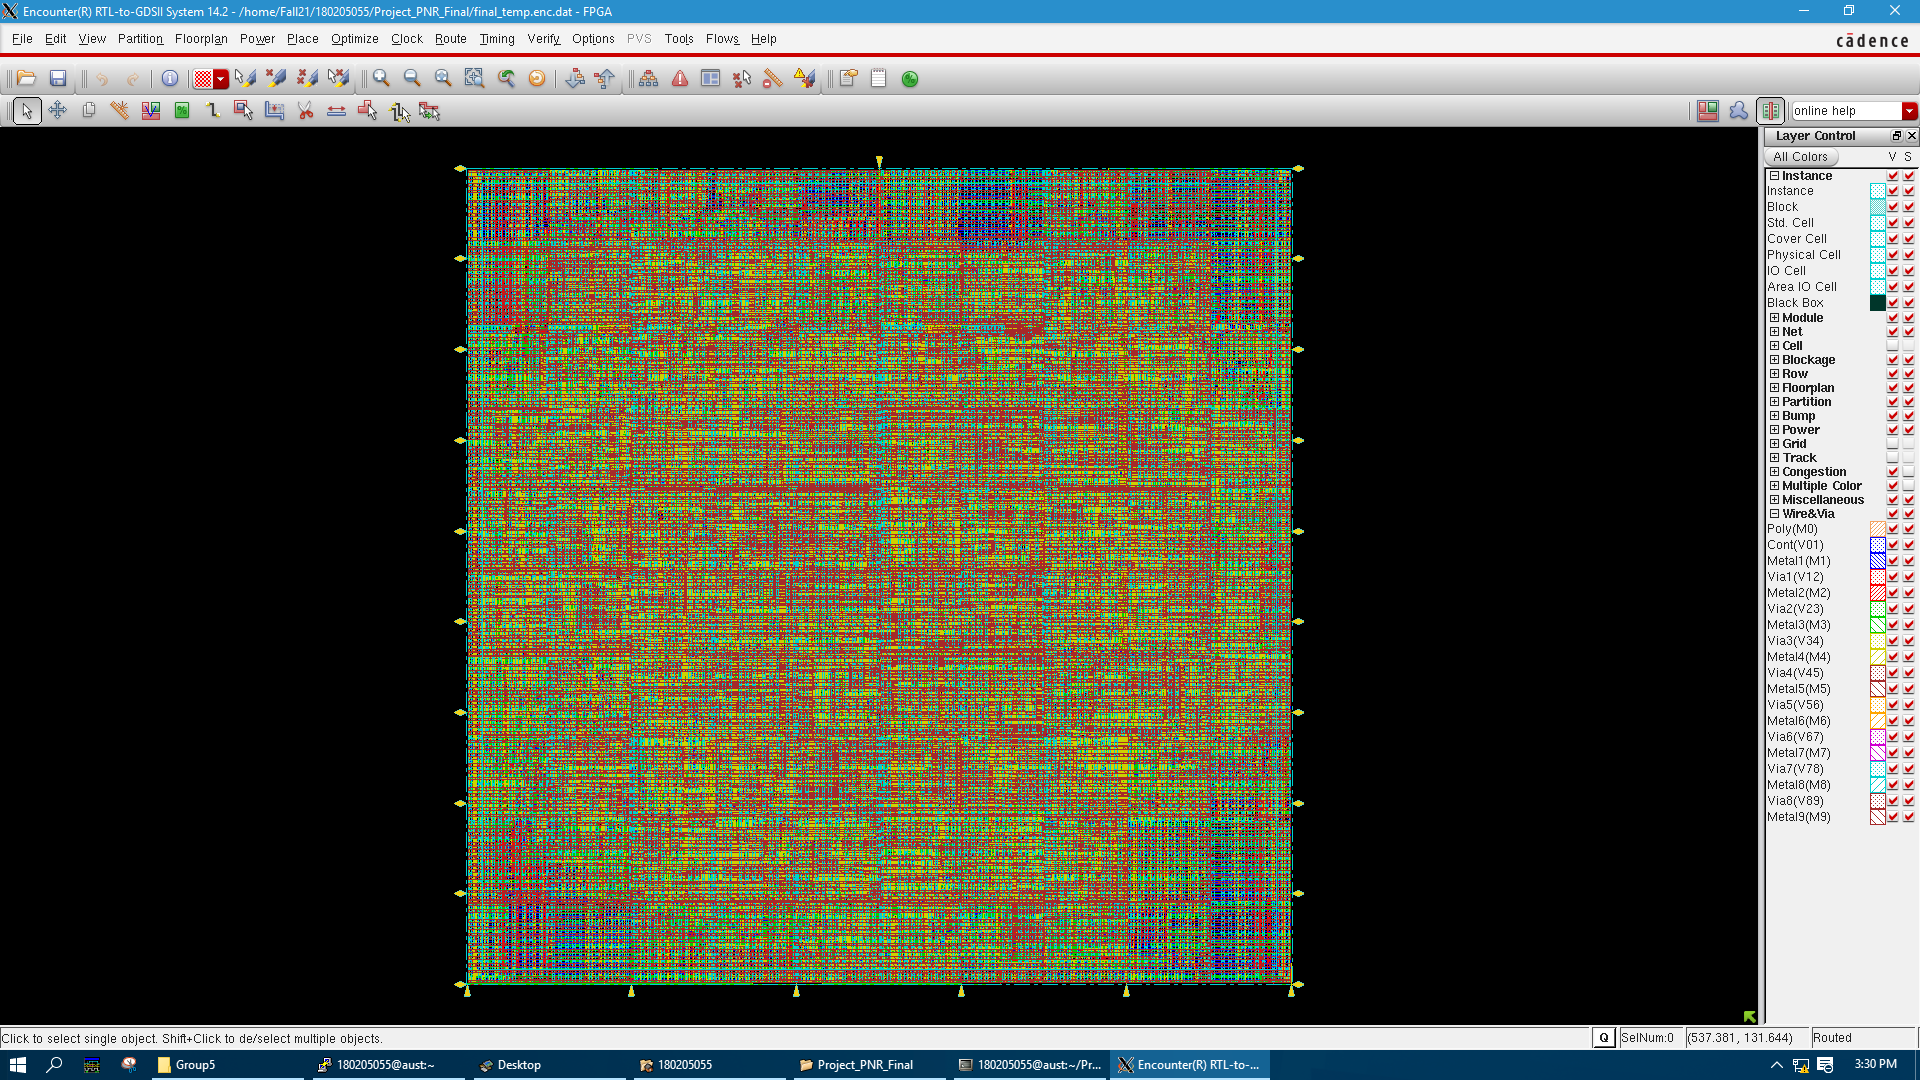 Encounter(R) RTL-to-GDSII System 14.2 - /home/Fall21/180205055/Project_PNR_Final/final_temp.enc.dat - FPGA
File Edit View Partition Floorplan Power Place Optimize Clock Route Timing Verify Options PVS Tools Flows Help
cādence
online help
Layer Control
All Colors V S
Instance
Instance
Block
Std. Cell
Cover Cell
Physical Cell
IO Cell
Area IO Cell
Black Box
Module
Net
Cell
Blockage
Row
Floorplan
Partition
Bump
Power
Grid
Track
Congestion
Multiple Color
Miscellaneous
Wire&Via
Poly(M0)
Cont(V01)
Metal1(M1)
Via1(V12)
Metal2(M2)
Via2(V23)
Metal3(M3)
Via3(V34)
Metal4(M4)
Via4(V45)
Metal5(M5)
Via5(V56)
Metal6(M6)
Via6(V67)
Metal7(M7)
Via7(V78)
Metal8(M8)
Via8(V89)
Metal9(M9)
Click to select single object. Shift+Click to de/select multiple objects. Q SelNum:0 (537.381, 131.644) Routed
Group5 180205055@aust:~ Desktop 180205055 Project_PNR_Final 180205055@aust:~/Pr... Encounter(R) RTL-to-... 3:30 PM